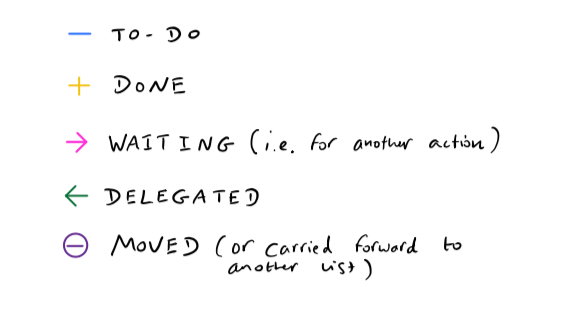 — TO-DO
+ DONE
→ WAITING (i.e. for another action)
← DELEGATED
⊖ MOVED (or carried forward to
another list)